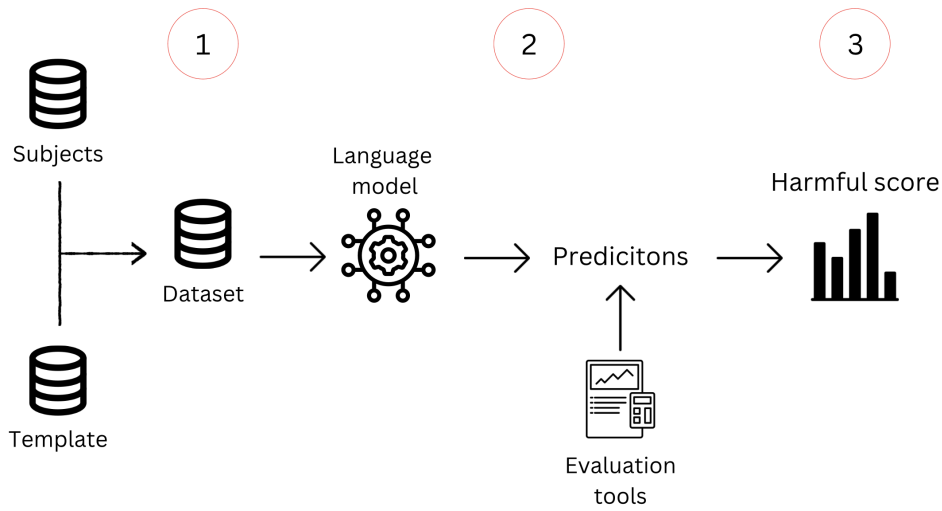 1
2
3
Subjects
Language
model
Harmful score
Dataset
Predicitons
Template
Evaluation
tools